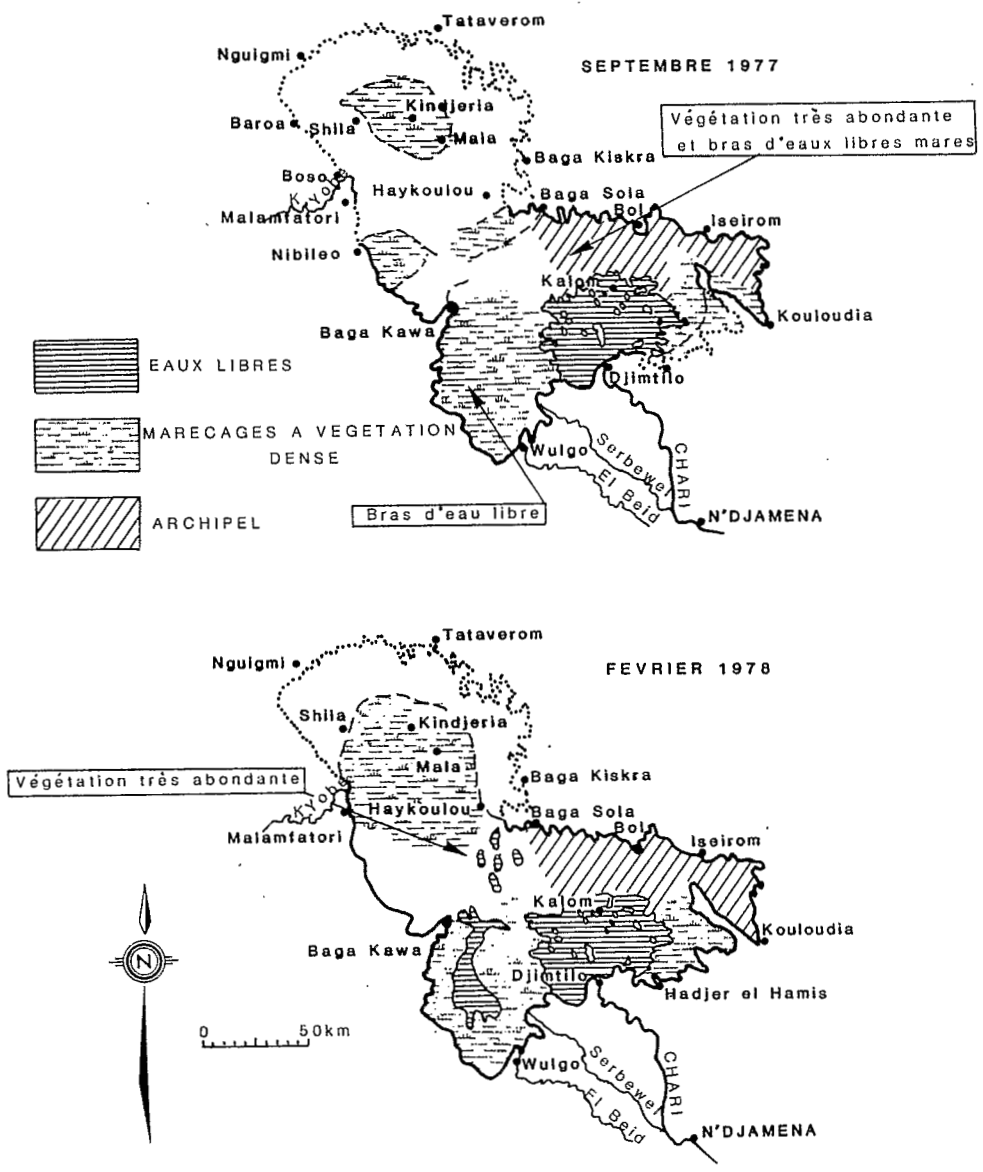 Tataverom
Nguigmi
SEPTEMBRE 1977
Kindjeria
Baroa
Shila
Mala
Végétation très abondante
et bras d'eaux libres mares
Baga Kiskra
Boso
K. Yobé
Haykoulou
Baga Sola
Malamfatori
Bol
Iseirom
Nibileo
Kalom
Baga Kawa
Kouloudia
EAUX LIBRES
Djimtilo
MARECAGES A VEGETATION
DENSE
Wulgo
Serbewel
CHARI
El Beid
Bras d'eau libre
ARCHIPEL
N'DJAMENA
Tataverom
Nguigmi
FEVRIER 1978
Shila
Kindjeria
Mala
Végétation très abondante
Baga Kiskra
KYobé
Haykoulou
Baga Sola
Malamfatori
Bol
Iseirom
Kalom
Baga Kawa
Kouloudia
N
Djimtilo
Hadjer el Hamis
0 50km
Wulgo
Serbewel
CHARI
El Beid
N'DJAMENA